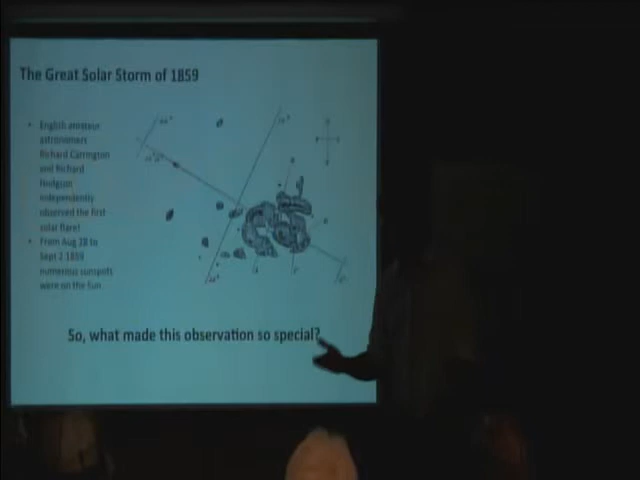 The Great Solar Storm of 1859
• English amateur
astronomers
Richard Carrington
and Richard
Hodgson
independently
observed the first
solar flare!
• From Aug 28 to
Sept 2 1859
numerous sunspots
were on the Sun
So, what made this observation so special?